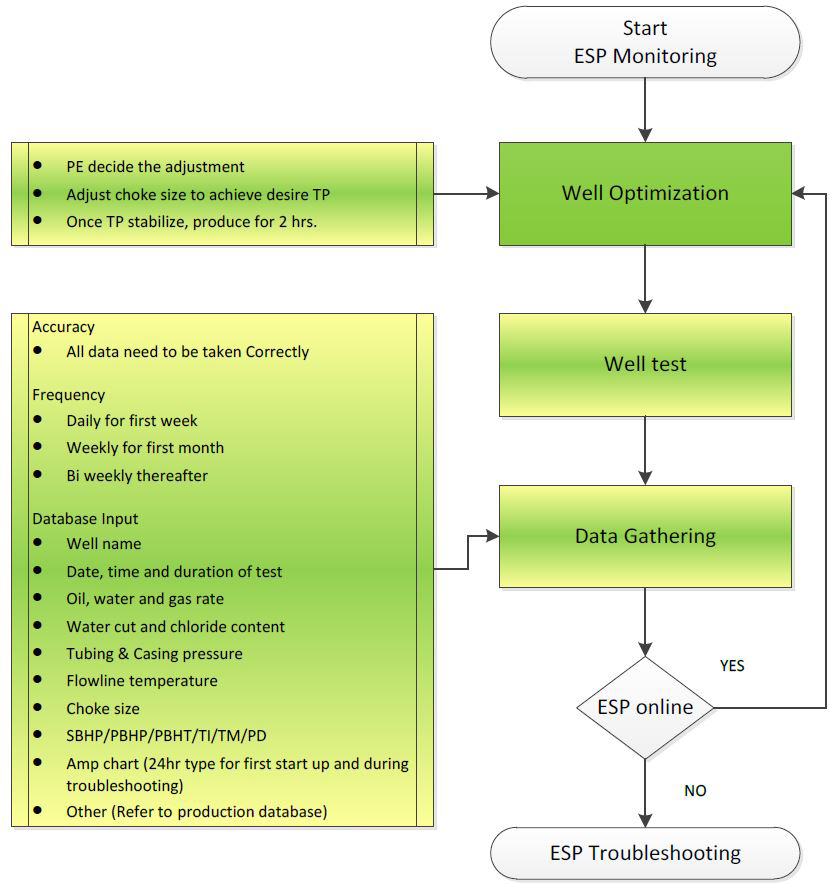 Start
ESP Monitoring
● PE decide the adjustment
● Adjust choke size to achieve desire TP
● Once TP stabilize, produce for 2 hrs.
Well Optimization
Accuracy
● All data need to be taken Correctly
Frequency
● Daily for first week
● Weekly for first month
● Bi weekly thereafter
Database Input
● Well name
● Date, time and duration of test
● Oil, water and gas rate
● Water cut and chloride content
● Tubing & Casing pressure
● Flowline temperature
● Choke size
● SBHP/PBHP/PBHT/TI/TM/PD
● Amp chart (24hr type for first start up and during
troubleshooting)
● Other (Refer to production database)
Well test
Data Gathering
ESP online
YES
NO
ESP Troubleshooting